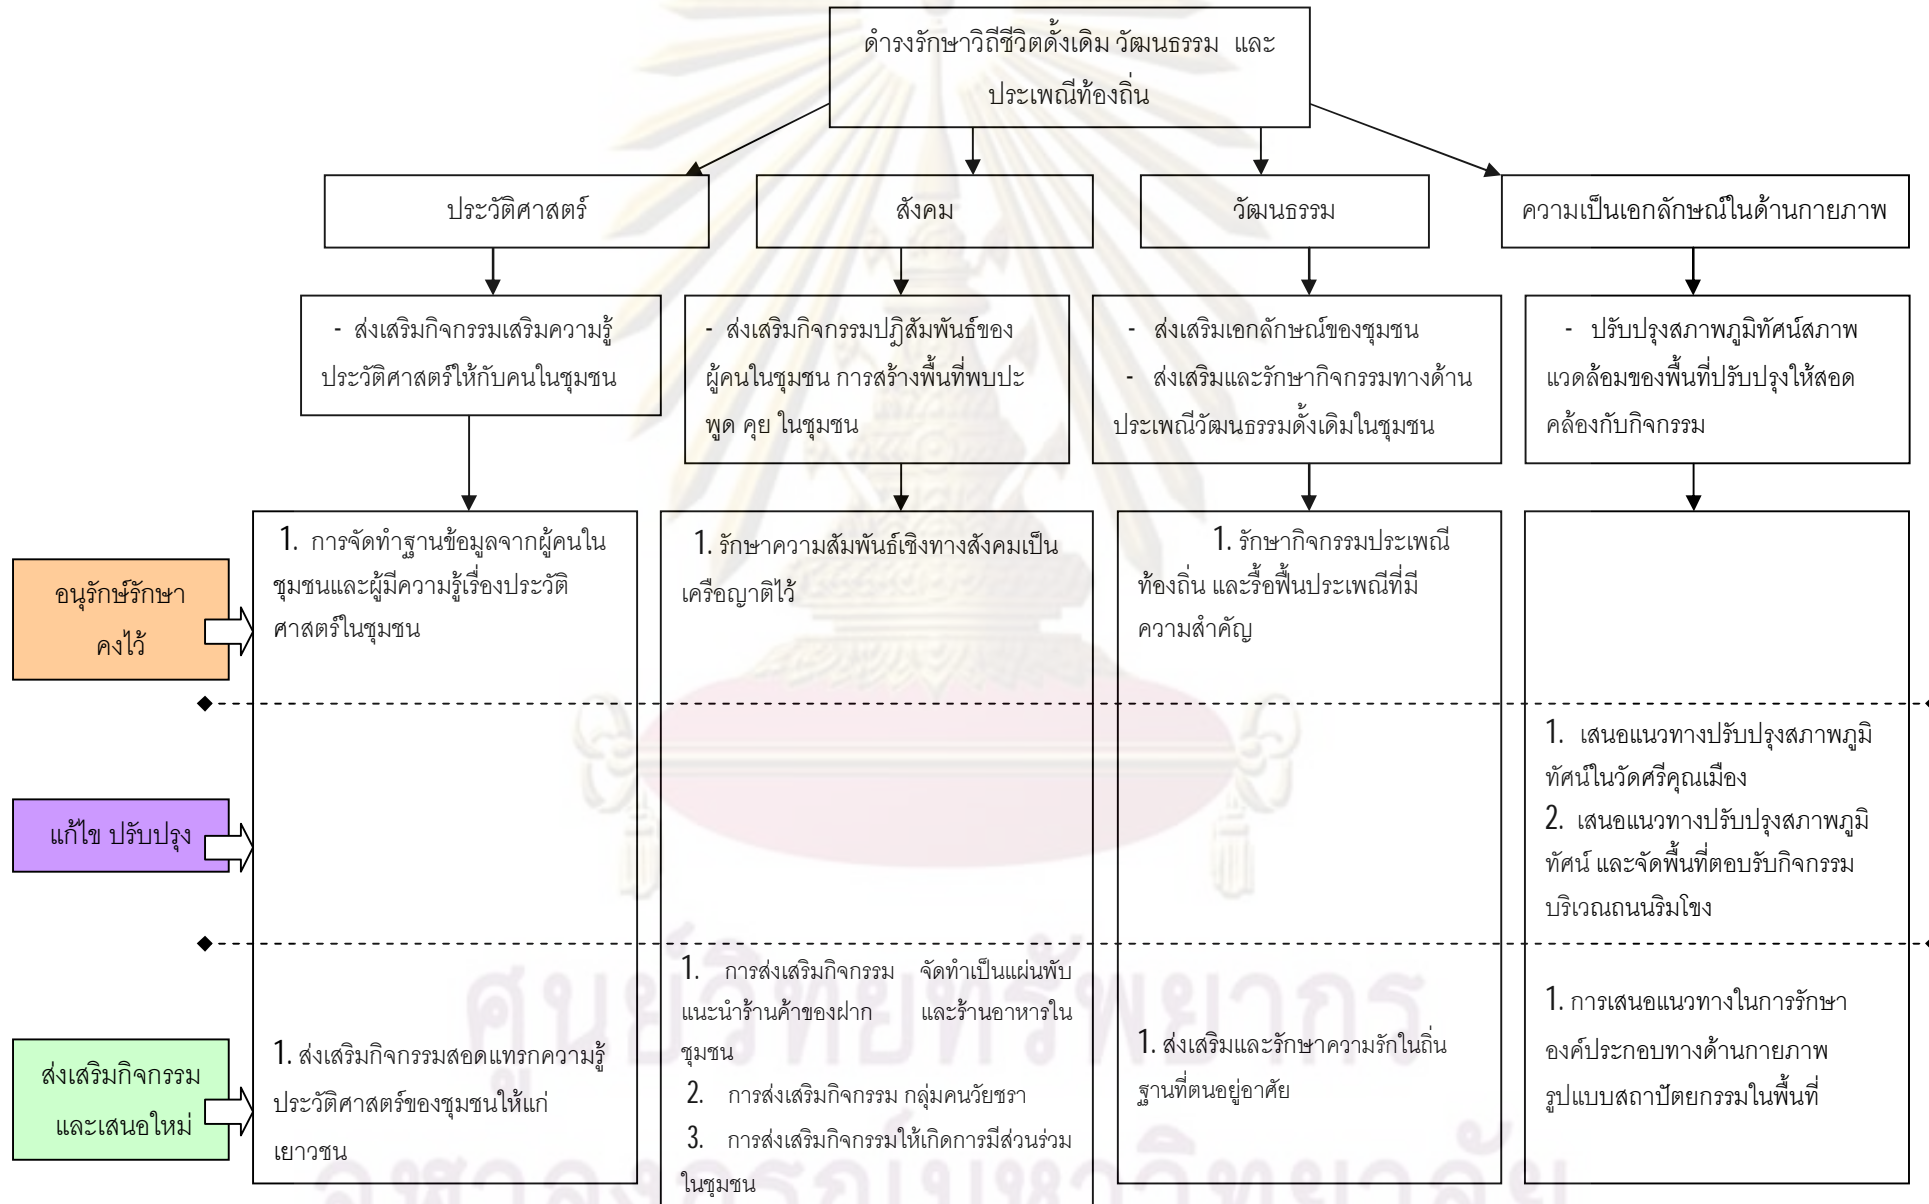 ดำรงรักษาวิถีชีวิตดั้งเดิม วัฒนธรรม และ
ประเพณีท้องถิ่น
ประวัติศาสตร์
สังคม
วัฒนธรรม
ความเป็นเอกลักษณ์ในด้านกายภาพ
- ส่งเสริมกิจกรรมเสริมความรู้
ประวัติศาสตร์ให้กับคนในชุมชน
- ส่งเสริมกิจกรรมปฎิสัมพันธ์ของ
ผู้คนในชุมชน การสร้างพื้นที่พบปะ
พูด คุย ในชุมชน
- ส่งเสริมเอกลักษณ์ของชุมชน
- ส่งเสริมและรักษากิจกรรมทางด้าน
ประเพณีวัฒนธรรมดั้งเดิมในชุมชน
- ปรับปรุงสภาพภูมิทัศน์สภาพ
แวดล้อมของพื้นที่ปรับปรุงให้สอด
คล้องกับกิจกรรม
อนุรักษ์รักษา
คงไว้
1. การจัดทำฐานข้อมูลจากผู้คนใน
ชุมชนและผู้มีความรู้เรื่องประวัติ
ศาสตร์ในชุมชน
1. รักษาความสัมพันธ์เชิงทางสังคมเป็น
เครือญาติไว้
1. รักษากิจกรรมประเพณี
ท้องถิ่น และรื้อฟื้นประเพณีที่มี
ความสำคัญ
แก้ไข ปรับปรุง
1. เสนอแนวทางปรับปรุงสภาพภูมิ
ทัศน์ในวัดศรีคุณเมือง
2. เสนอแนวทางปรับปรุงสภาพภูมิ
ทัศน์ และจัดพื้นที่ตอบรับกิจกรรม
บริเวณถนนริมโขง
ส่งเสริมกิจกรรม
และเสนอใหม่
1. ส่งเสริมกิจกรรมสอดแทรกความรู้
ประวัติศาสตร์ของชุมชนให้แก่
เยาวชน
1. การส่งเสริมกิจกรรม จัดทำเป็นแผ่นพับ
แนะนำร้านค้าของฝาก และร้านอาหารใน
ชุมชน
2. การส่งเสริมกิจกรรม กลุ่มคนวัยชรา
3. การส่งเสริมกิจกรรมให้เกิดการมีส่วนร่วม
ในชุมชน
1. ส่งเสริมและรักษาความรักในถิ่น
ฐานที่ตนอยู่อาศัย
1. การเสนอแนวทางในการรักษา
องค์ประกอบทางด้านกายภาพ
รูปแบบสถาปัตยกรรมในพื้นที่
ศูนย์วิทยทรัพยากร
จุฬาลงกรณ์มหาวิทยาลัย